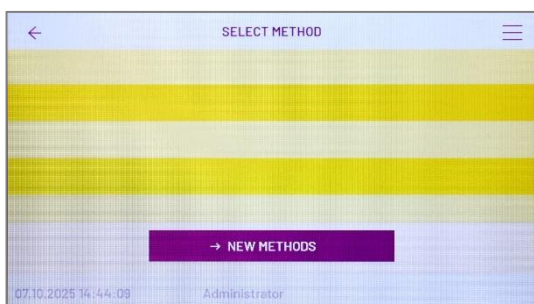 SELECT METHOD
→ NEW METHODS
07.10.2025 14:44:09 Administrator